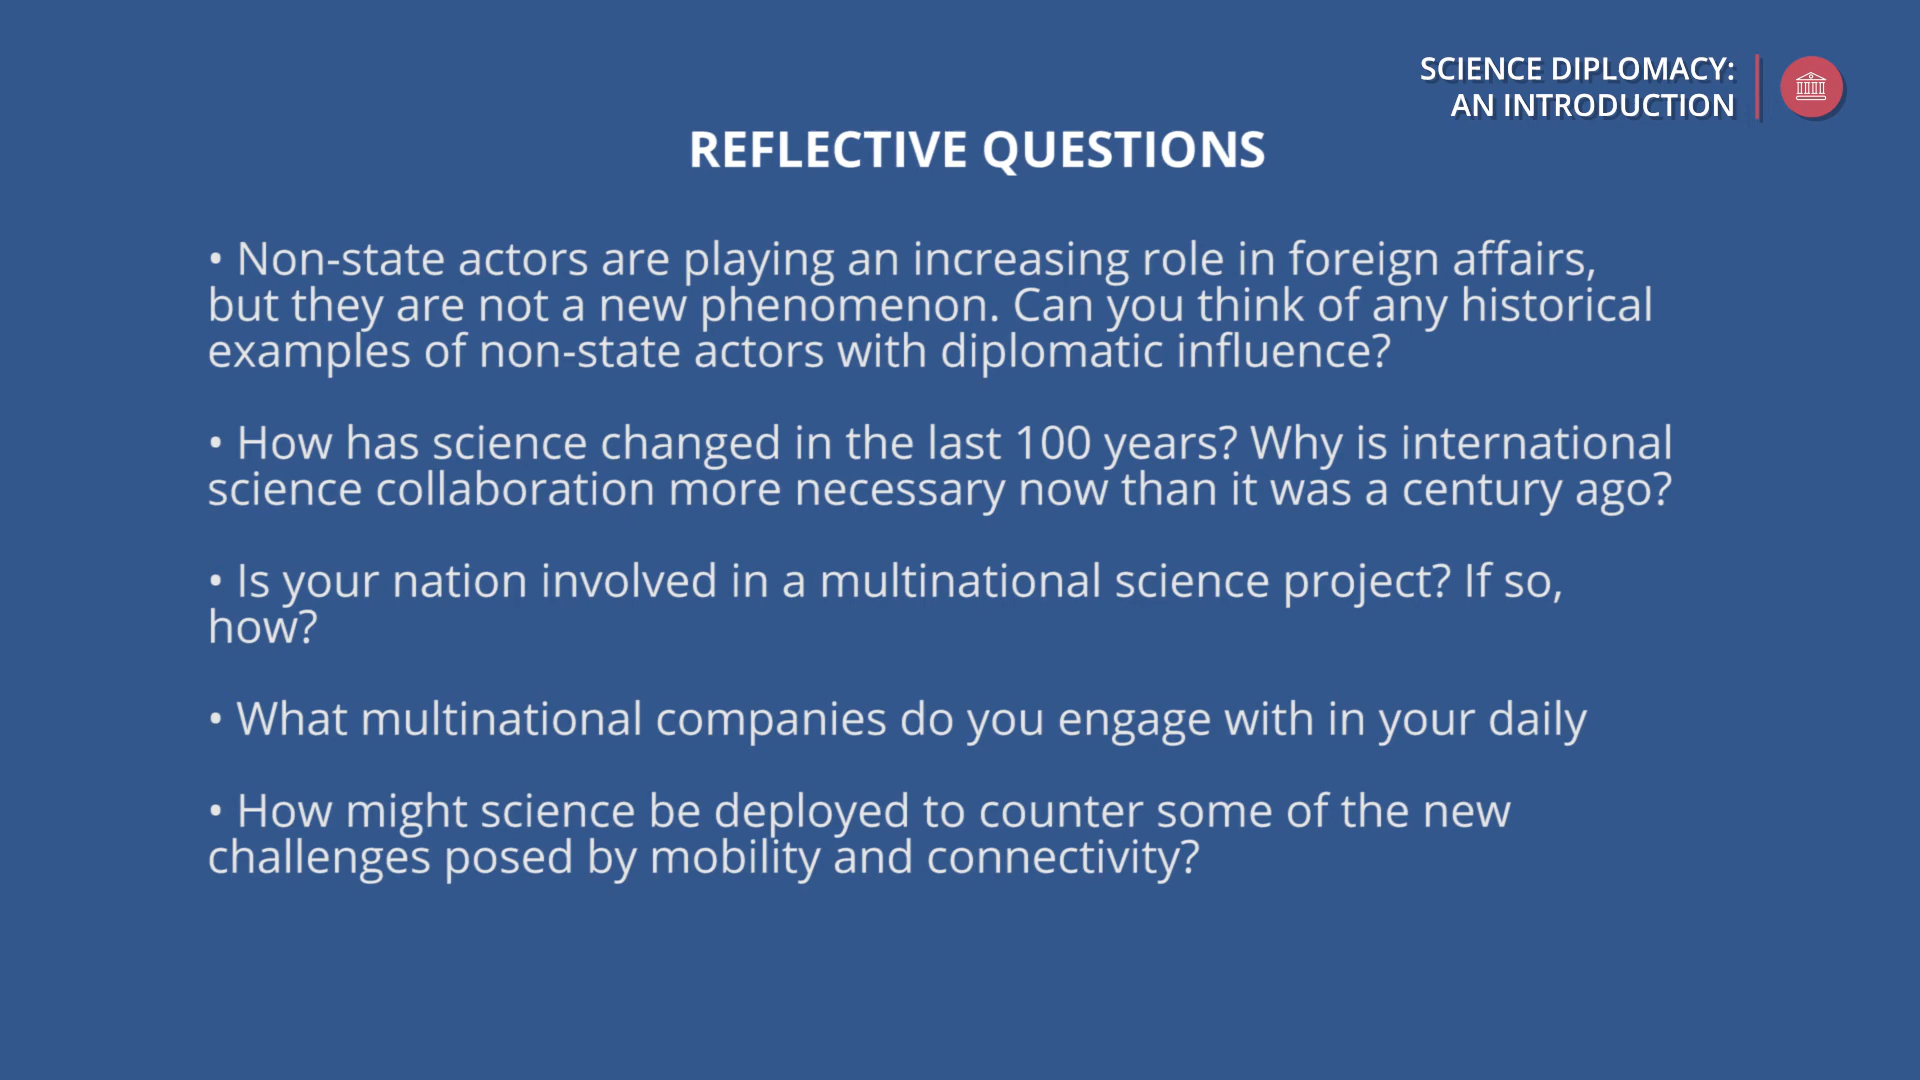 SCIENCE DIPLOMACY:
AN INTRODUCTION
REFLECTIVE QUESTIONS
• Non-state actors are playing an increasing role in foreign affairs,
but they are not a new phenomenon. Can you think of any historical
examples of non-state actors with diplomatic influence?
• How has science changed in the last 100 years? Why is international
science collaboration more necessary now than it was a century ago?
• Is your nation involved in a multinational science project? If so,
how?
• What multinational companies do you engage with in your daily
• How might science be deployed to counter some of the new
challenges posed by mobility and connectivity?